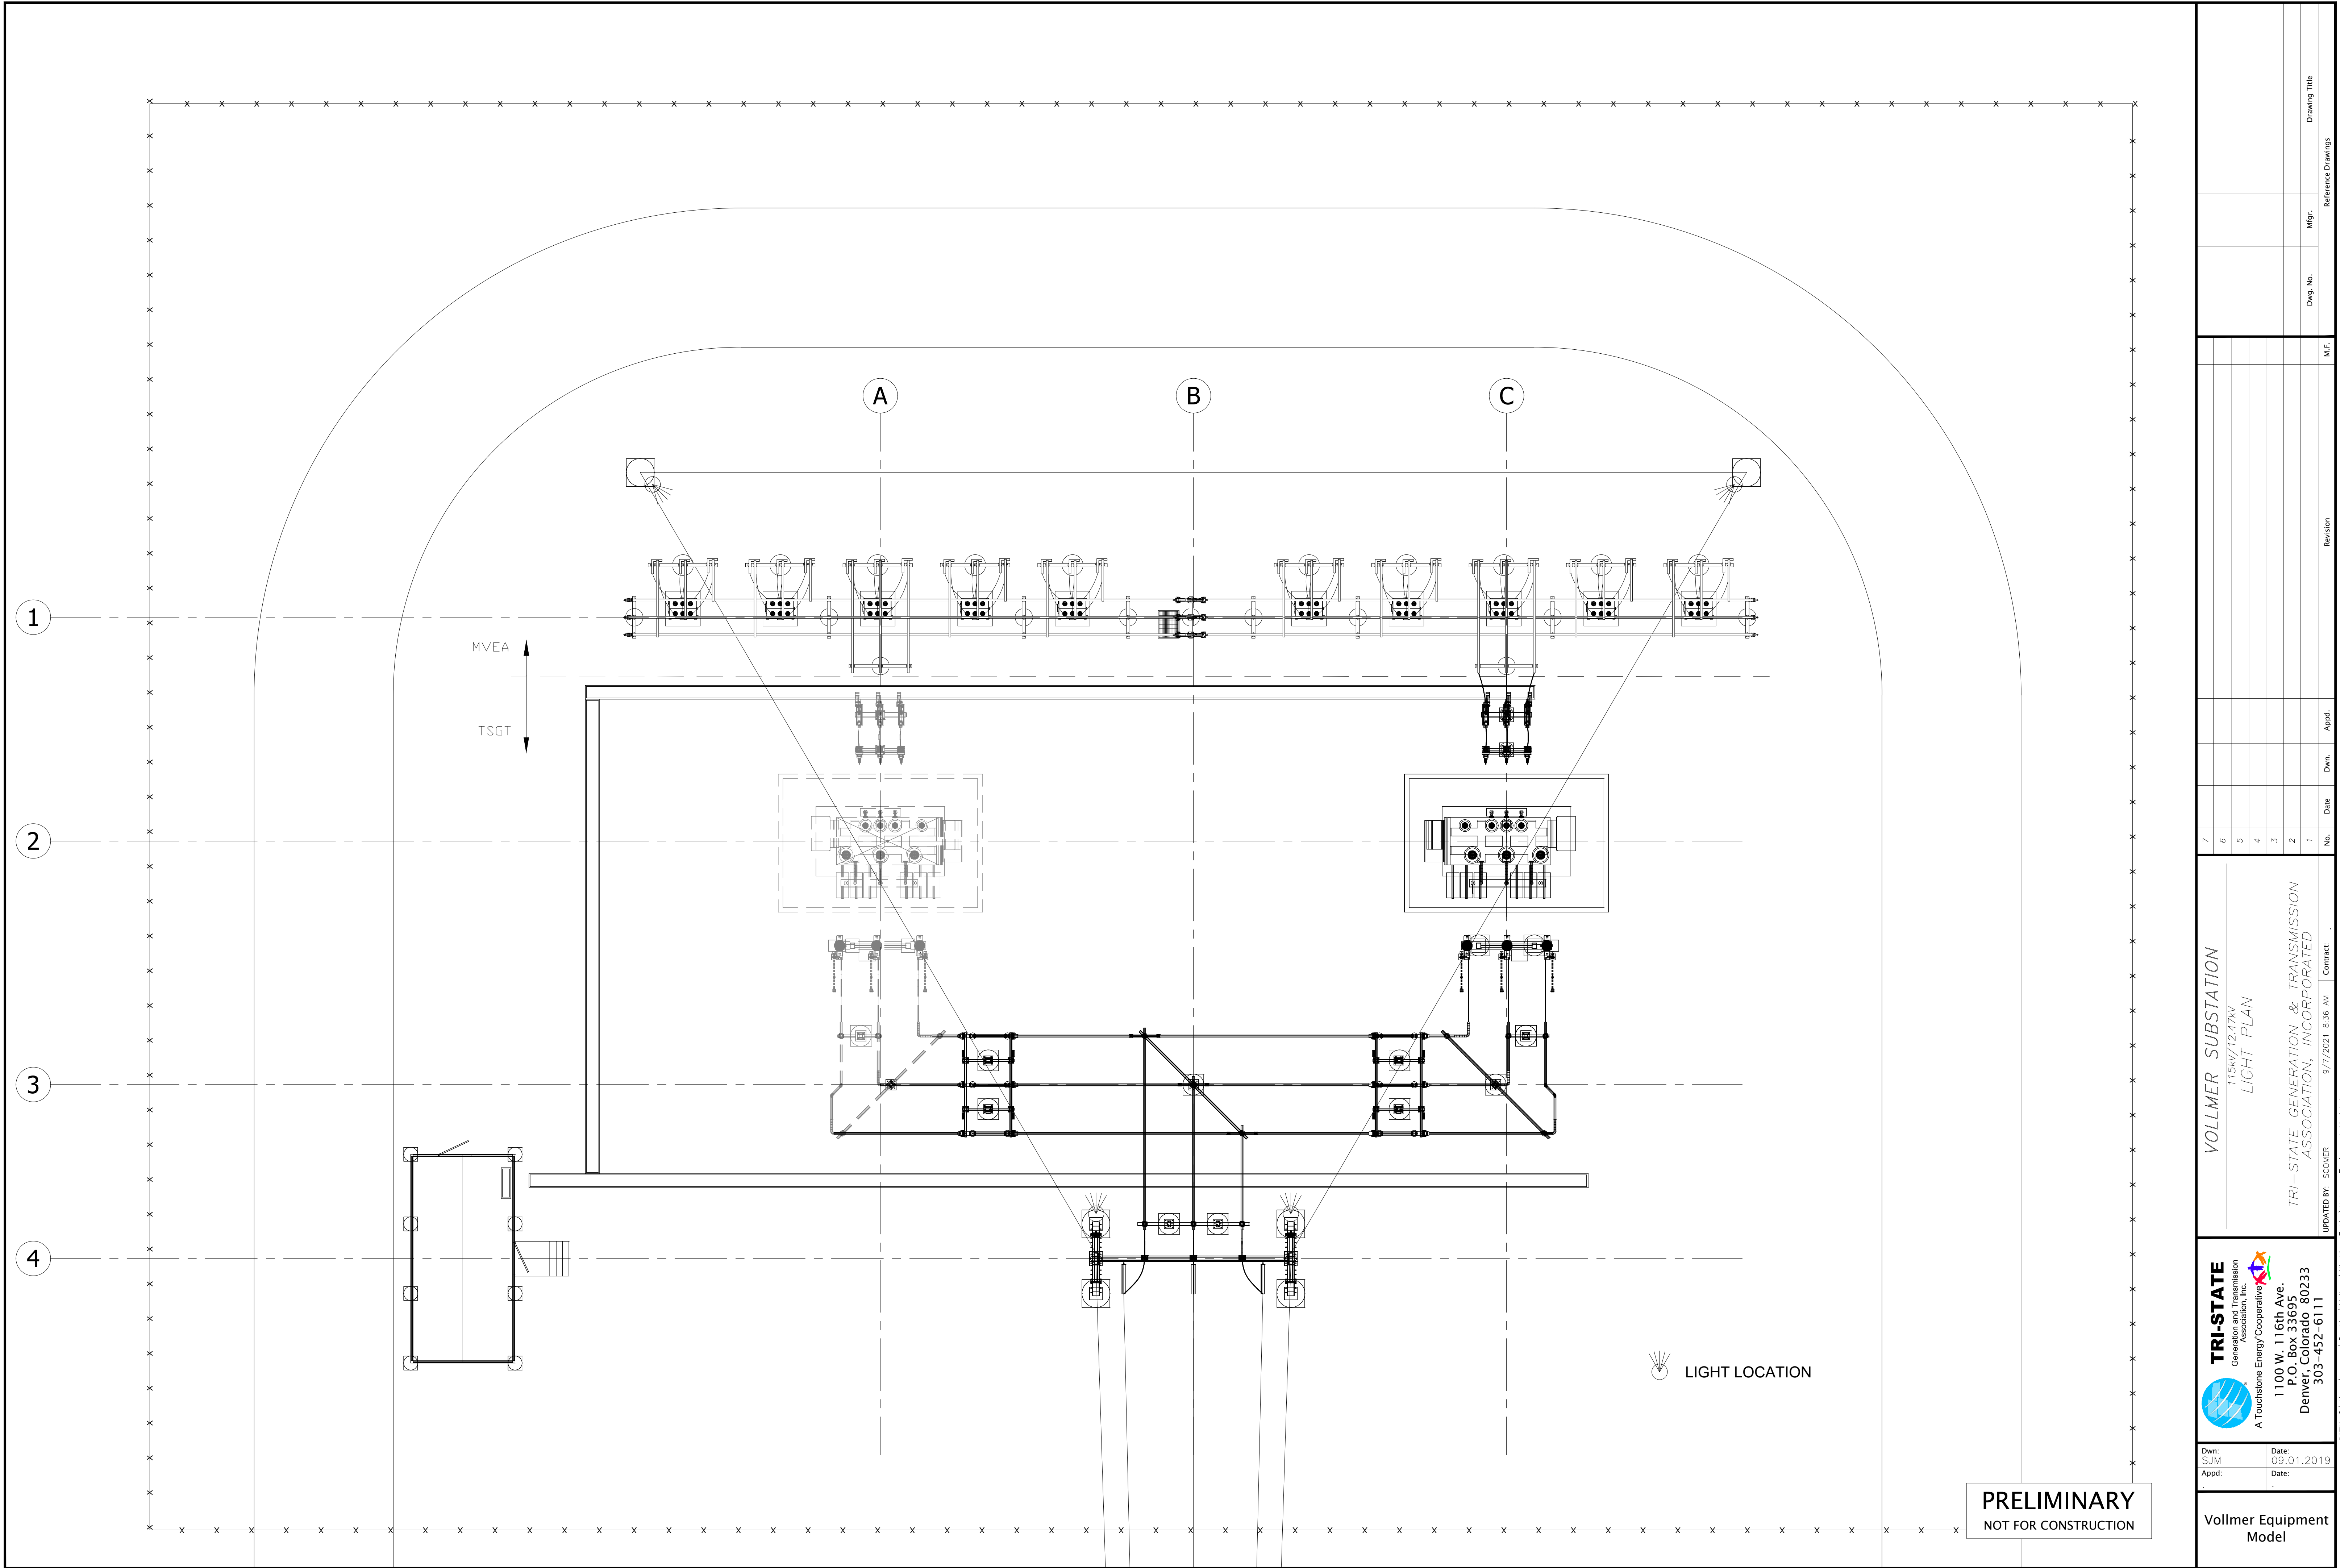 A
B
C
1
MVEA
TSGT
2
3
4
LIGHT LOCATION
PRELIMINARY
NOT FOR CONSTRUCTION
Drawing Title
Reference Drawings
Mfgr.
Dwg. No.
M.F.
Revision
Appd.
Dwn.
Date
No.
7
6
5
4
3
2
1
VOLLMER SUBSTATION
115kV/12.47kV
LIGHT PLAN
TRI-STATE GENERATION & TRANSMISSION
ASSOCIATION, INCORPORATED
UPDATED BY: SCOMER 9/7/2021 8:36 AM Contract: .
TRI-STATE
Generation and Transmission
Association, Inc.
A Touchstone Energy Cooperative
1100 W. 116th Ave.
P.O. Box 33695
Denver, Colorado 80233
303-452-6111
Dwn:
SJM
Date:
09.01.2019
Appd:
.
Date:
.
Vollmer Equipment
Model